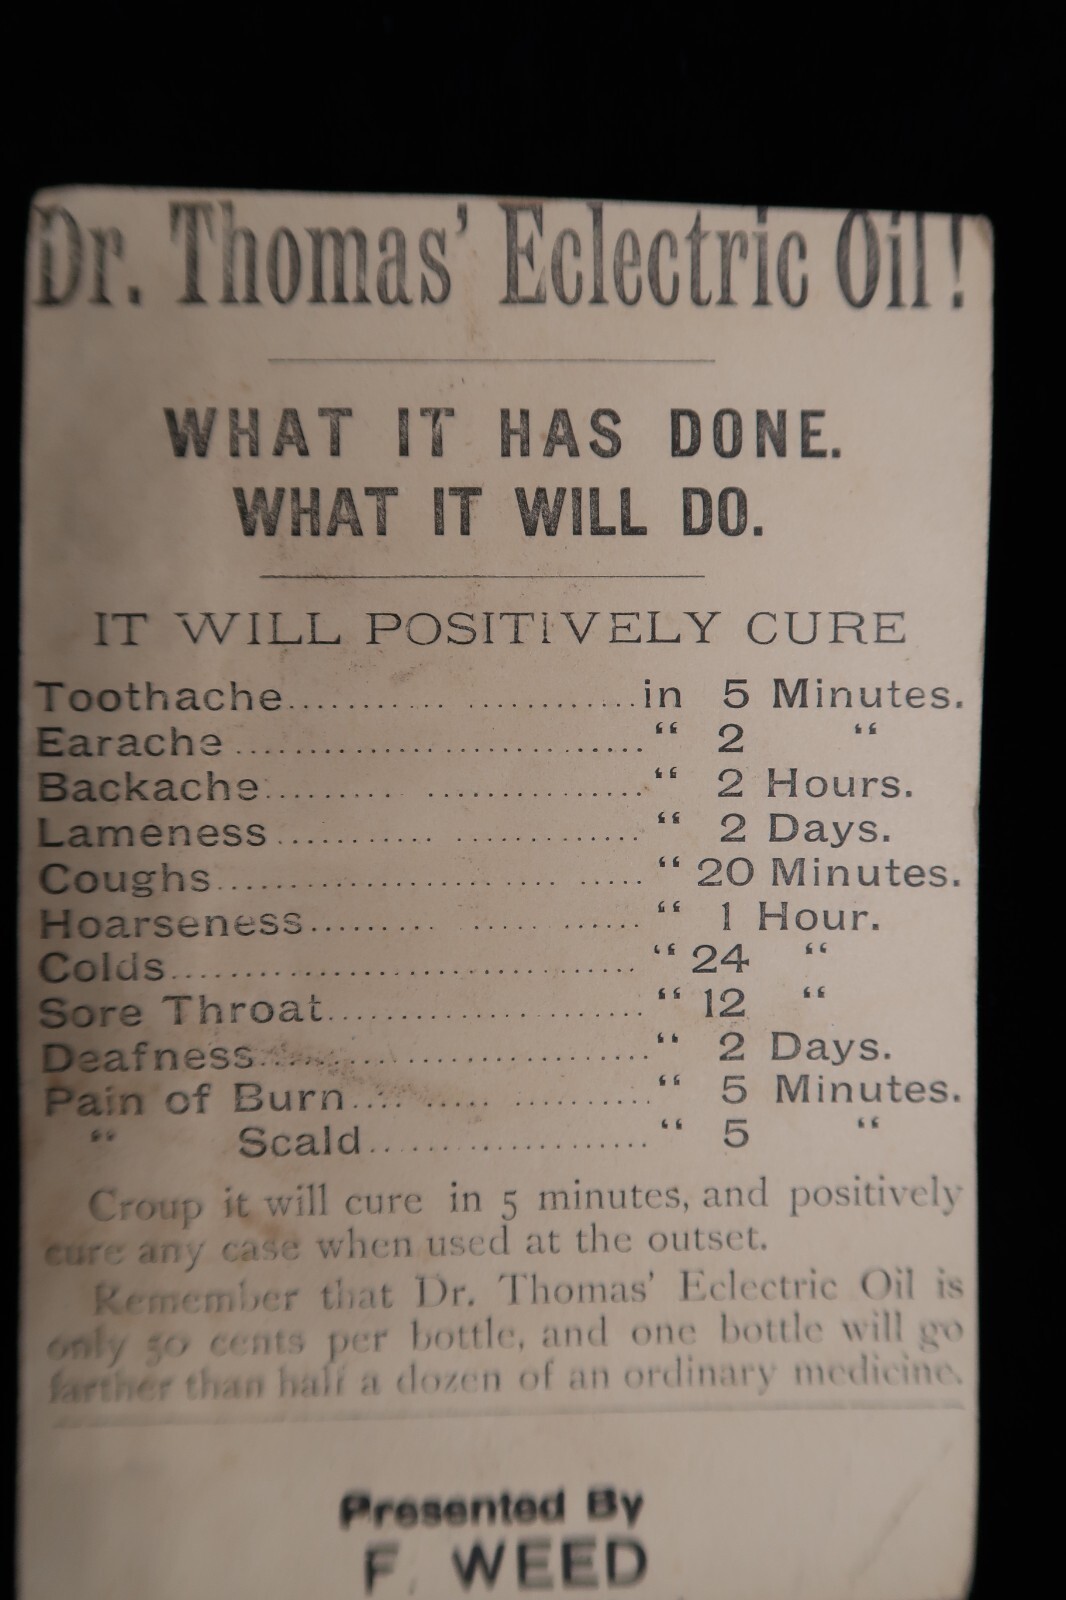 Dr. Thomas' Eclectric Oil!
WHAT IT HAS DONE.
WHAT IT WILL DO.
IT WILL POSITIVELY CURE
Toothache........................in 5 Minutes.
Earache............................“ 2 “
Backache........................“ 2 Hours.
Lameness........................“ 2 Days.
Coughs............................“ 20 Minutes.
Hoarseness.....................“ 1 Hour.
Colds..............................“ 24 “
Sore Throat.....................“ 12 “
Deafness.........................“ 2 Days.
Pain of Burn....................“ 5 Minutes.
“ Scald....................“ 5 “
Croup it will cure in 5 minutes, and positively
cure any case when used at the outset.
Remember that Dr. Thomas' Eclectric Oil is
only 50 cents per bottle, and one bottle will go
farther than half a dozen of an ordinary medicine.
Presented By
F. WEED